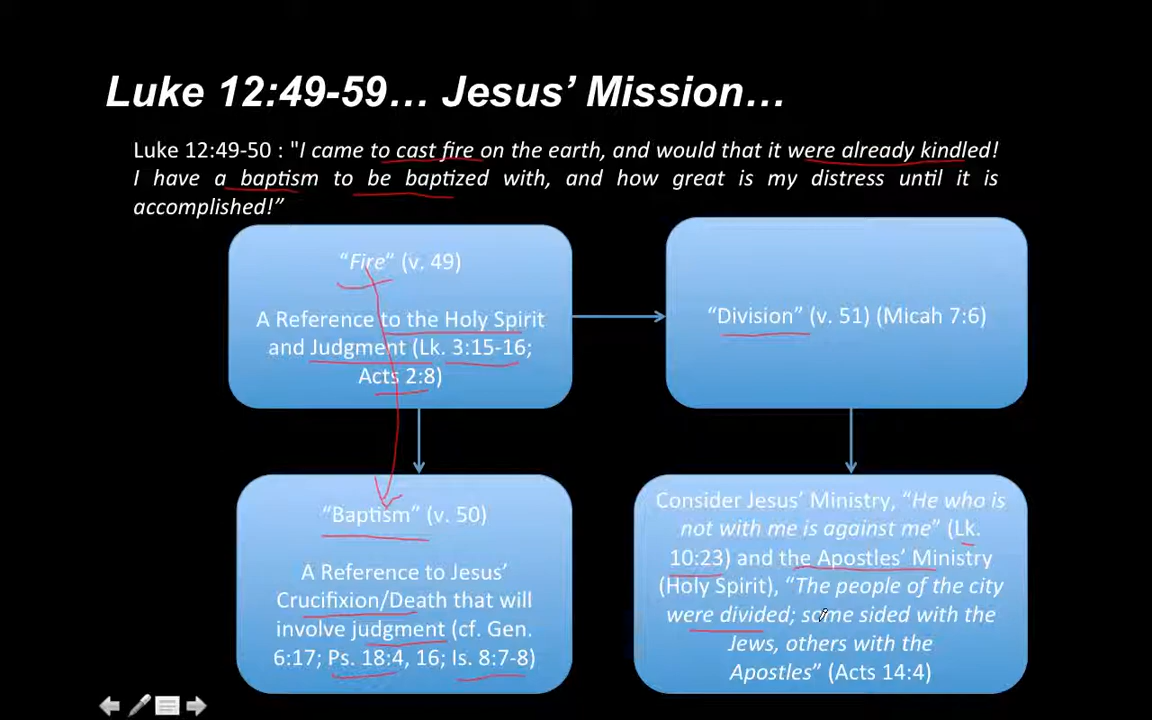 Luke 12:49-59… Jesus’ Mission…
Luke 12:49-50 : "I came to cast fire on the earth, and would that it were already kindled!
I have a baptism to be baptized with, and how great is my distress until it is
accomplished!”
“Fire” (v. 49)
A Reference to the Holy Spirit
and Judgment (Lk. 3:15-16;
Acts 2:8)
“Division” (v. 51) (Micah 7:6)
“Baptism” (v. 50)
A Reference to Jesus’
Crucifixion/Death that will
involve judgment (cf. Gen.
6:17; Ps. 18:4, 16; Is. 8:7-8)
Consider Jesus’ Ministry, “He who is
not with me is against me” (Lk.
10:23) and the Apostles’ Ministry
(Holy Spirit), “The people of the city
were divided; some sided with the
Jews, others with the
Apostles” (Acts 14:4)